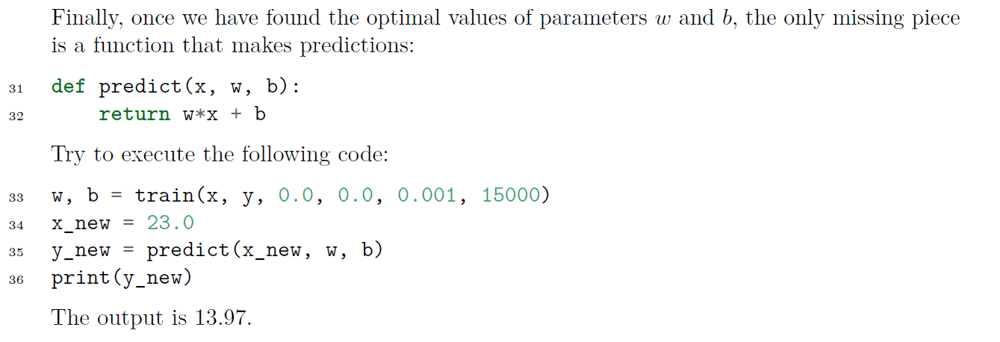 Finally, once we have found the optimal values of parameters w and b, the only missing piece
is a function that makes predictions:
31 def predict(x, w, b):
32     return w*x + b
Try to execute the following code:
33 w, b = train(x, y, 0.0, 0.0, 0.001, 15000)
34 x_new = 23.0
35 y_new = predict(x_new, w, b)
36 print(y_new)
The output is 13.97.